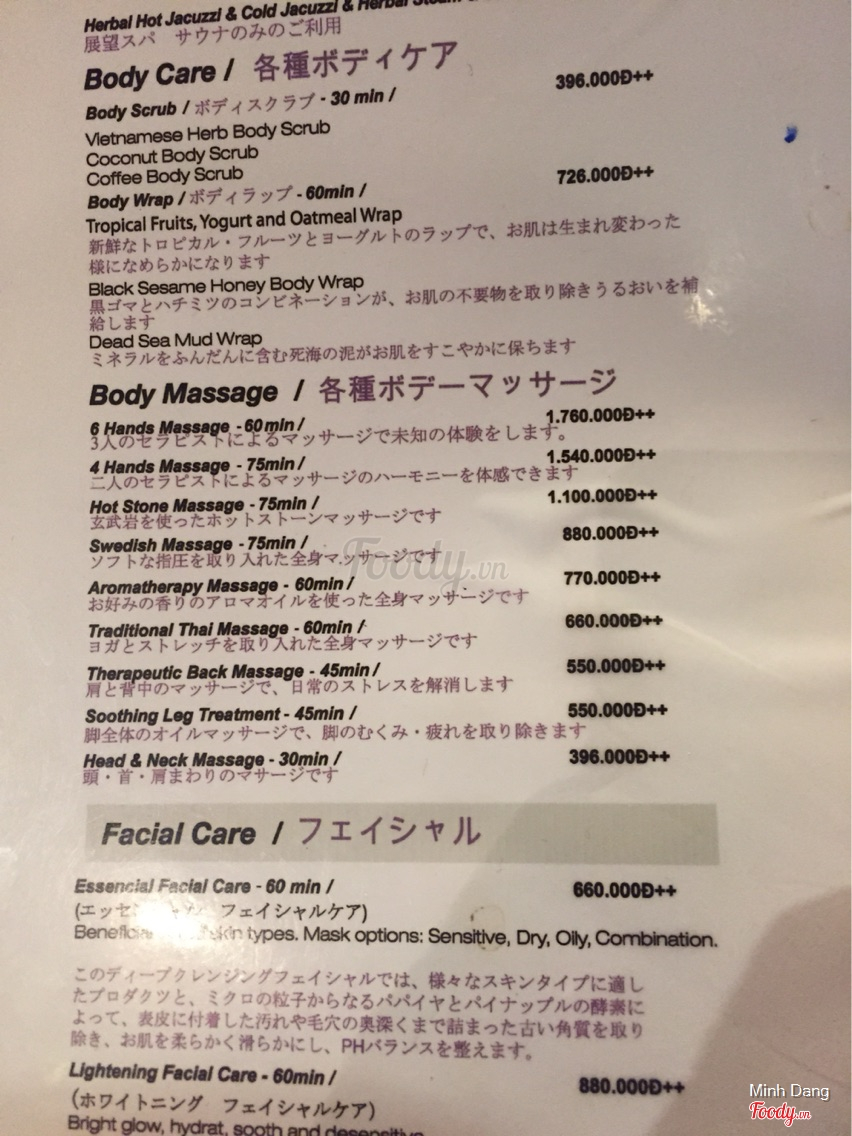 Herbal Hot Jacuzzi & Cold Jacuzzi & Herbal Steam &
展望スパ サウナのみのご利用
Body Care / 各種ボディケア
396.000Đ++
Body Scrub / ボディスクラブ - 30 min /
Vietnamese Herb Body Scrub
Coconut Body Scrub
Coffee Body Scrub
726.000Đ++
Body Wrap / ボディラップ - 60min /
Tropical Fruits, Yogurt and Oatmeal Wrap
新鮮なトロピカル・フルーツとヨーグルトのラップで、お肌は生まれ変わった
様になめらかになります
Black Sesame Honey Body Wrap
黒ゴマとハチミツのコンビネーションが、お肌の不要物を取り除きうるおいを補
給します
Dead Sea Mud Wrap
ミネラルをふんだんに含む死海の泥がお肌をすこやかに保ちます
Body Massage / 各種ボデーマッサージ
6 Hands Massage - 60min / 1.760.000Đ++
3人のセラピストによるマッサージで未知の体験をします。
4 Hands Massage - 75min / 1.540.000Đ++
二人のセラピストによるマッサージのハーモニーを体感できます
Hot Stone Massage - 75min / 1.100.000Đ++
玄武岩を使ったホットストーンマッサージです
Swedish Massage - 75min / 880.000Đ++
ソフトな指圧を取り入れた全身マッサージです
Aromatherapy Massage - 60min / 770.000Đ++
お好みの香りのアロマオイルを使った全身マッサージです
Traditional Thai Massage - 60min / 660.000Đ++
ヨガとストレッチを取り入れた全身マッサージです
Therapeutic Back Massage - 45min / 550.000Đ++
肩と背中のマッサージで、日常のストレスを解消します
Soothing Leg Treatment - 45min / 550.000Đ++
脚全体のオイルマッサージで、脚のむくみ・疲れを取り除きます
Head & Neck Massage - 30min / 396.000Đ++
頭・首・肩まわりのマサージです
Foody.vn
Facial Care / フェイシャル
Essencial Facial Care - 60 min / 660.000Đ++
(エッセン フェイシャルケア)
skin types. Mask options: Sensitive, Dry, Oily, Combination.
このディープクレンジングフェイシャルでは、様々なスキンタイプに適し
たプロダクツと、ミクロの粒子からなるパパイヤとパイナップルの酵素に
よって、表皮に付着した汚れや毛穴の奥深くまで詰まった古い角質を取り
除き、お肌を柔らかく滑らかにし、PHバランスを整えます。
Lightening Facial Care - 60min / 880.000Đ++
(ホワイトニング フェイシャルケア)
Bright glow, hydrat, sooth and desensitive
Minh Dang
Foody.vn